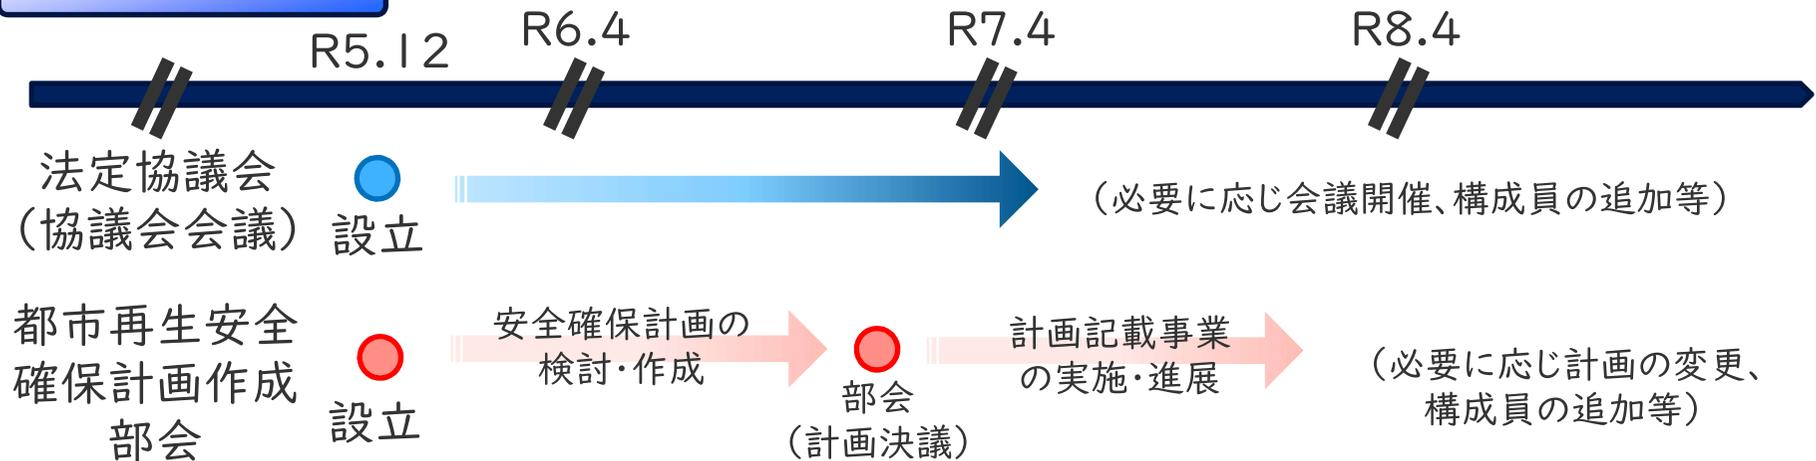 R5.12
R6.4
R7.4
R8.4
法定協議会
（協議会会議）
設立
（必要に応じ会議開催、構成員の追加等）
都市再生安全
確保計画作成
部会
設立
安全確保計画の
検討・作成
部会
（計画決議）
計画記載事業
の実施・進展
（必要に応じ計画の変更、
構成員の追加等）